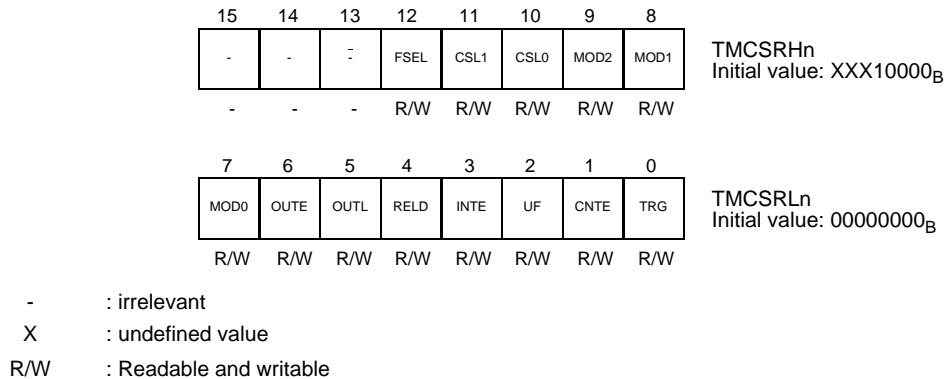 15 14 13 12 11 10 9 8
- - - FSEL CSL1 CSL0 MOD2 MOD1
TMCSRHn
Initial value: XXX10000B
- - - R/W R/W R/W R/W R/W
7 6 5 4 3 2 1 0
MOD0 OUTE OUTL RELD INTE UF CNTE TRG
TMCSRLn
Initial value: 00000000B
R/W R/W R/W R/W R/W R/W R/W R/W
- : irrelevant
X : undefined value
R/W : Readable and writable